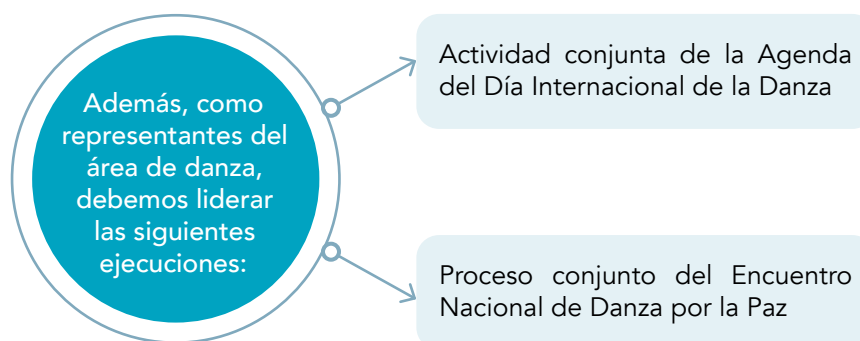 Además, como
representantes del
área de danza,
debemos liderar
las siguientes
ejecuciones:
Actividad conjunta de la Agenda
del Día Internacional de la Danza
Proceso conjunto del Encuentro
Nacional de Danza por la Paz